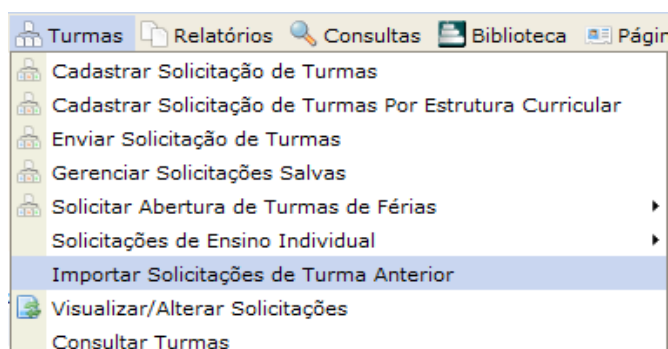 Turmas Relatórios Consultas Biblioteca Págin
Cadastrar Solicitação de Turmas
Cadastrar Solicitação de Turmas Por Estrutura Curricular
Enviar Solicitação de Turmas
Gerenciar Solicitações Salvas
Solicitar Abertura de Turmas de Férias
Solicitações de Ensino Individual
Importar Solicitações de Turma Anterior
Visualizar/Alterar Solicitações
Consultar Turmas